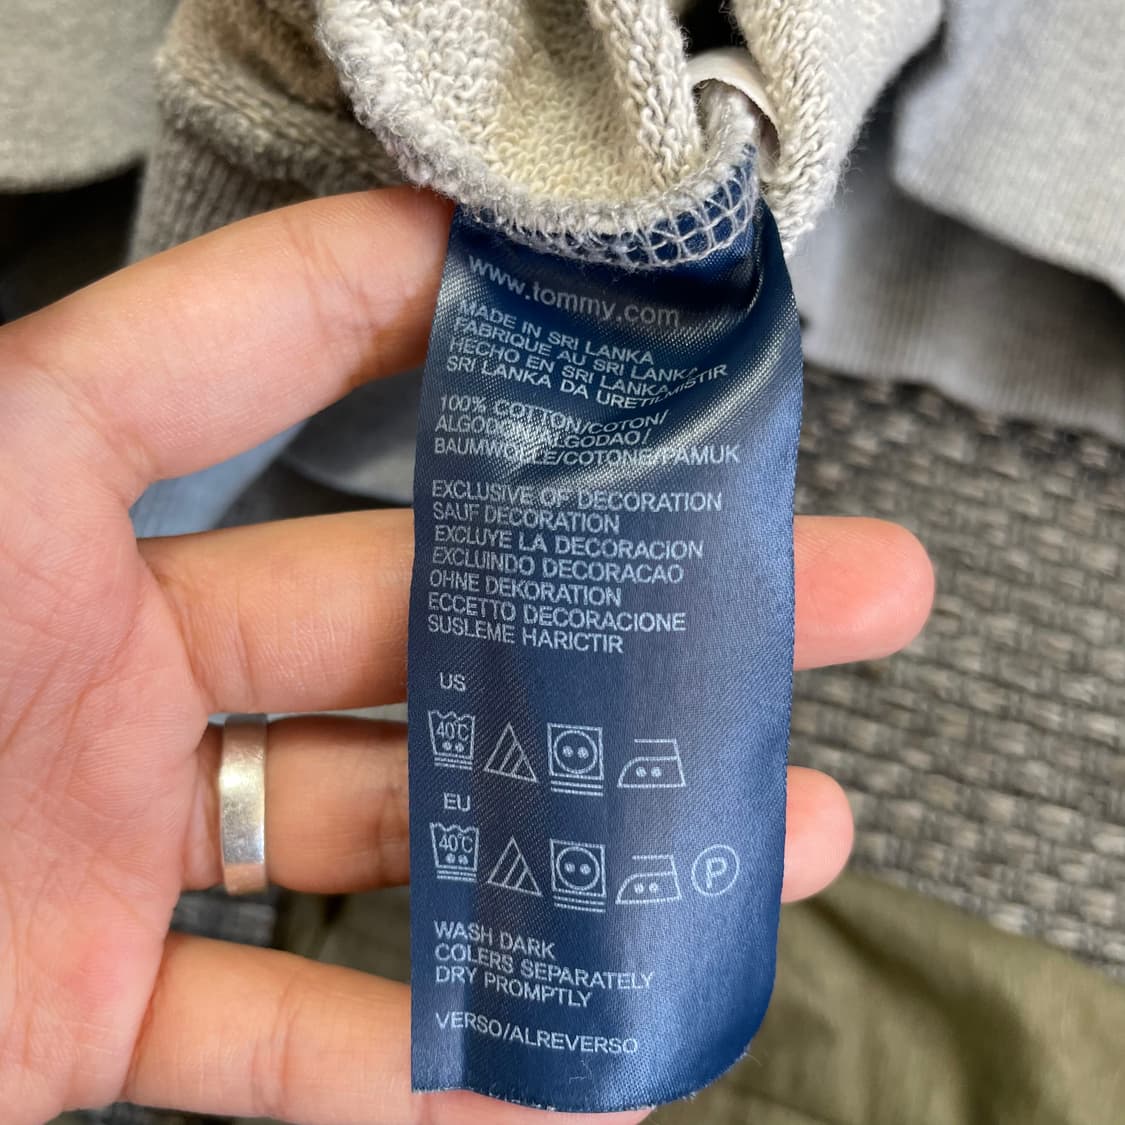 www.tommy.com
MADE IN SRI LANKA
FABRIQUE AU SRI LANKA
HECHO EN SRI LANKA
SRI LANKA DA URETILMISTIR
100% COTTON/COTON/
ALGODON/ALGODAO/
BAUMWOLLE/COTONE/PAMUK
EXCLUSIVE OF DECORATION
SAUF DECORATION
EXCLUYE LA DECORACION
EXCLUINDO DECORACAO
OHNE DEKORATION
ECCETTO DECORACIONE
SUSLEME HARICTIR
US
40°C
EU
40°C
P
WASH DARK
COLERS SEPARATELY
DRY PROMPTLY
VERSO/ALREVERSO